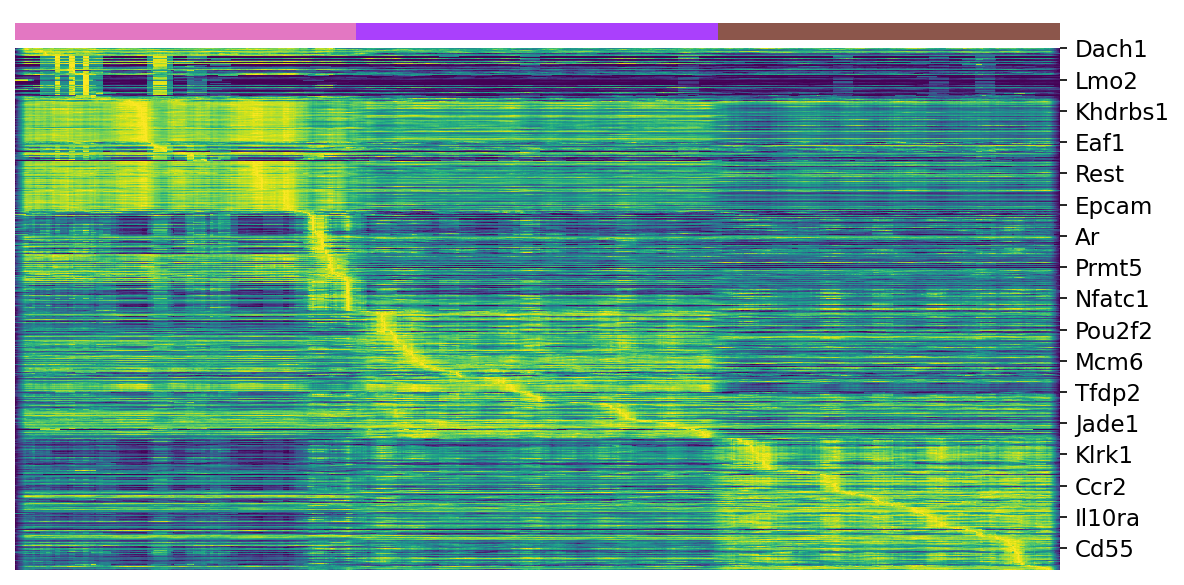 Dach1
Lmo2
Khdrbs1
Eaf1
Rest
Epcam
Ar
Prmt5
Nfatc1
Pou2f2
Mcm6
Tfdp2
Jade1
Klrk1
Ccr2
Il10ra
Cd55